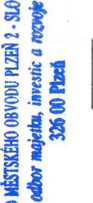 MĚSTSKÉHO OBVODU PLZEŇ 2 - SLO
odbor majetku, investic a rozvoje
326 00 Plzeň